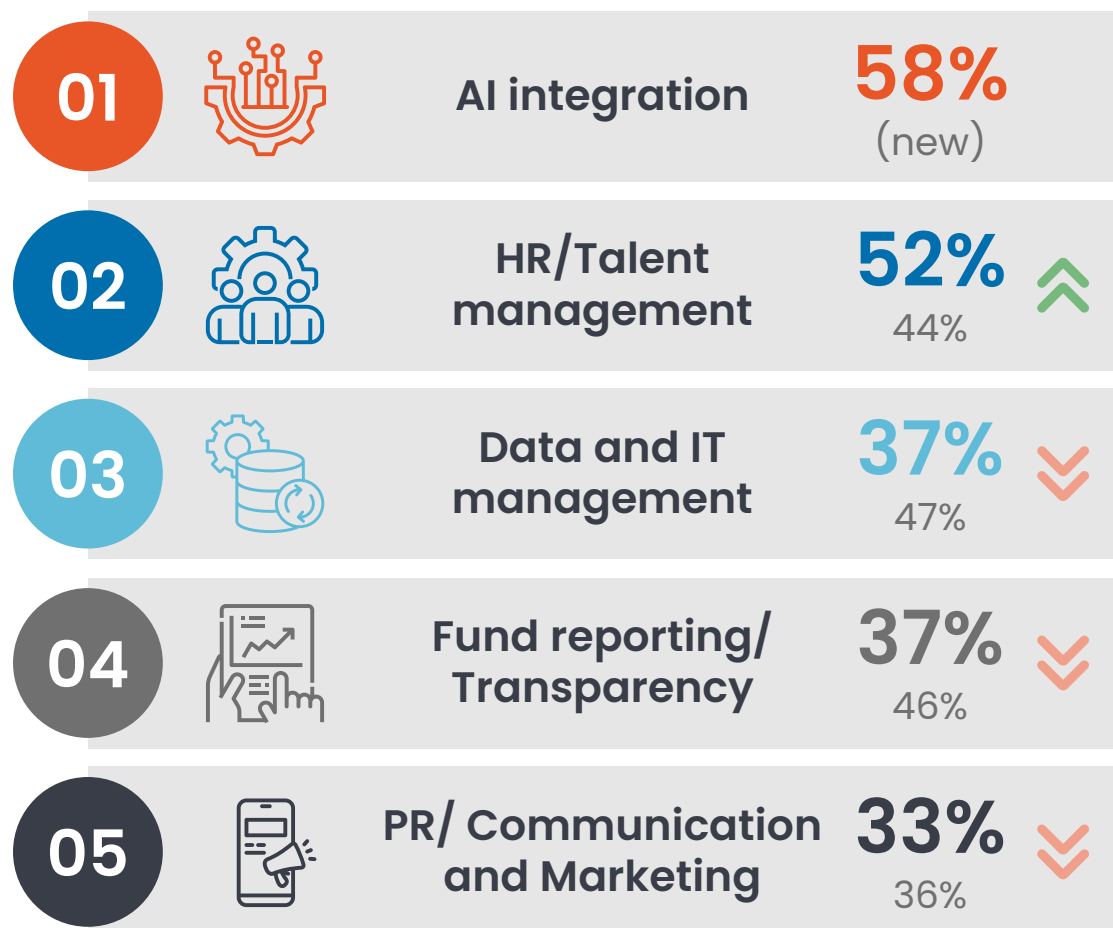 01
AI integration
58%
(new)
02
HR/Talent
management
52%
44%
03
Data and IT
management
37%
47%
04
Fund reporting/
Transparency
37%
46%
05
PR/ Communication
and Marketing
33%
36%